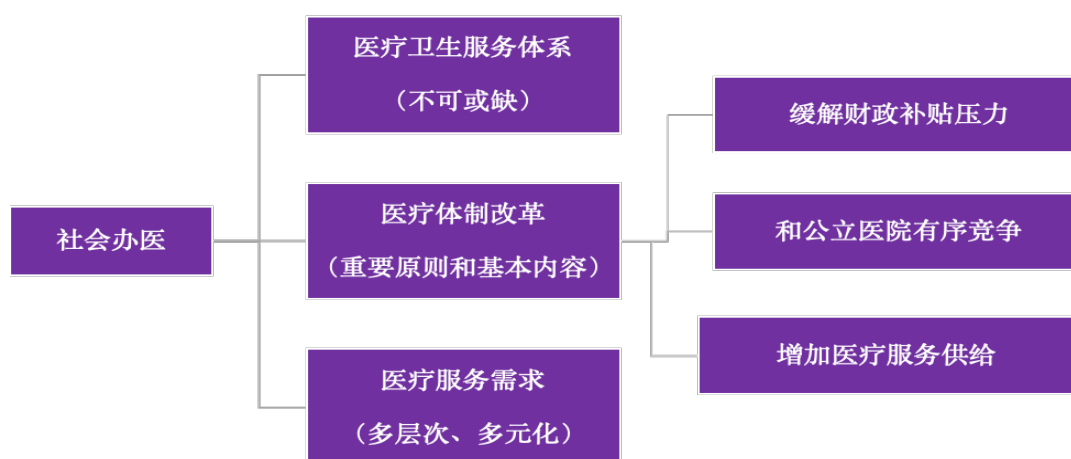 社会办医
医疗卫生服务体系
（不可或缺）
医疗体制改革
（重要原则和基本内容）
医疗服务需求
（多层次、多元化）
缓解财政补贴压力
和公立医院有序竞争
增加医疗服务供给